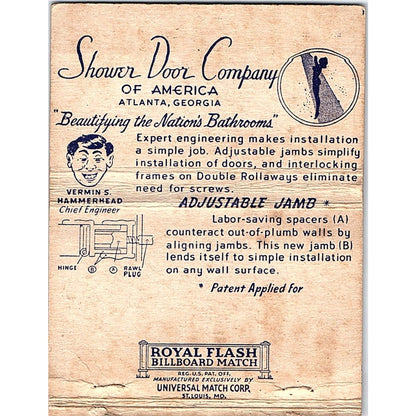 Shower Door Company
OF AMERICA
ATLANTA, GEORGIA
"Beautifying the Nation's Bathrooms"
Expert engineering makes installation
a simple job. Adjustable jambs simplify
installation of doors, and interlocking
frames on Double Rollaways eliminate
need for screws.
VERMIN S.
HAMMERHEAD
Chief Engineer
ADJUSTABLE JAMB *
Labor-saving spacers (A)
counteract out-of-plumb walls by
aligning jambs. This new jamb (B)
lends itself to simple installation
on any wall surface.
HINGE B A RAWL
PLUG
* Patent Applied For
ROYAL FLASH
BILLBOARD MATCH
REG. U.S. PAT. OFF.
MANUFACTURED EXCLUSIVELY BY
UNIVERSAL MATCH CORP.
ST. LOUIS, MO.